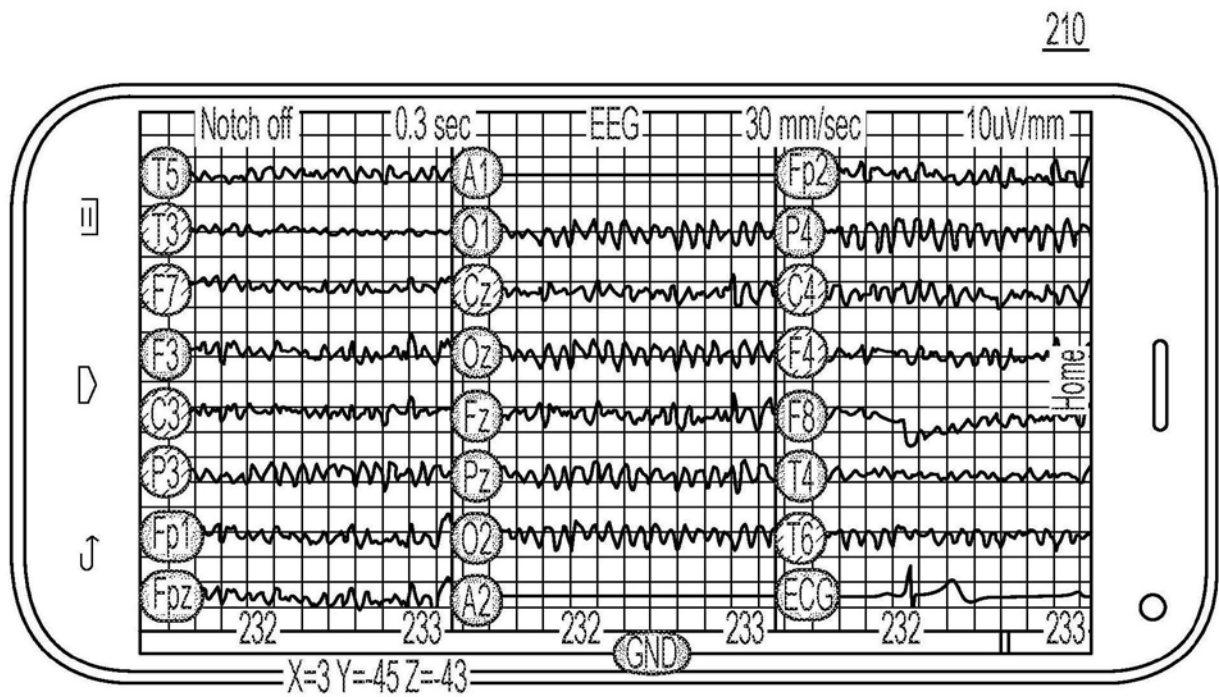 210
Notch off 0.3 sec EEG 30 mm/sec 10uV/mm
T5 A1 Fp2
T3 O1 P4
F7 Cz C4
F3 Oz F4
Home
C3 Fz F8
P3 Pz T4
Fp1 O2 T6
Fpz A2 ECG
232 233 232 233 232 233
GND
X=3 Y=-45 Z=-43